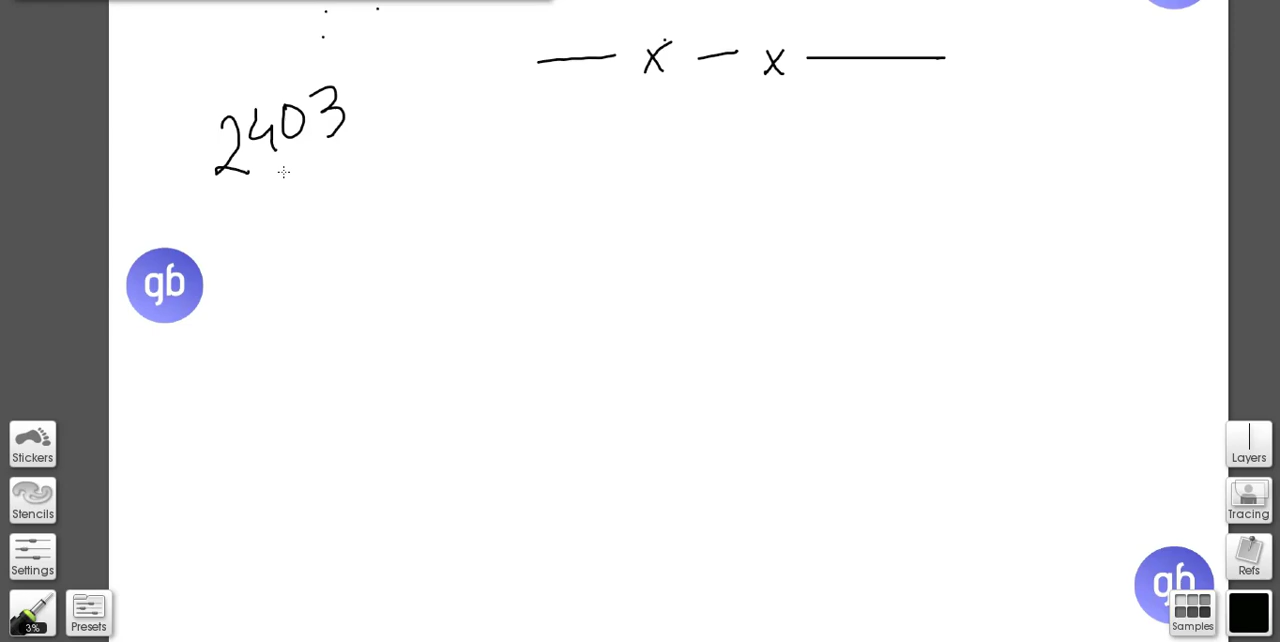 — x — x —
2403
gb
Stickers
Stencils
Settings
3%
Presets
Layers
Tracing
Refs
gb
Samples